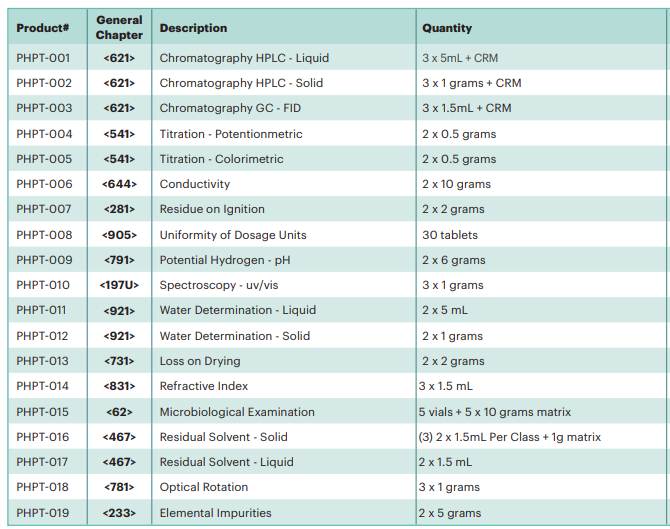 Product# General Chapter Description Quantity
PHPT-001 <621> Chromatography HPLC - Liquid 3 x 5mL + CRM
PHPT-002 <621> Chromatography HPLC - Solid 3 x 1 grams + CRM
PHPT-003 <621> Chromatography GC - FID 3 x 1.5mL + CRM
PHPT-004 <541> Titration - Potentionmetric 2 x 0.5 grams
PHPT-005 <541> Titration - Colorimetric 2 x 0.5 grams
PHPT-006 <644> Conductivity 2 x 10 grams
PHPT-007 <281> Residue on Ignition 2 x 2 grams
PHPT-008 <905> Uniformity of Dosage Units 30 tablets
PHPT-009 <791> Potential Hydrogen - pH 2 x 6 grams
PHPT-010 <197U> Spectroscopy - uv/vis 3 x 1 grams
PHPT-011 <921> Water Determination - Liquid 2 x 5 mL
PHPT-012 <921> Water Determination - Solid 2 x 1 grams
PHPT-013 <731> Loss on Drying 2 x 2 grams
PHPT-014 <831> Refractive Index 3 x 1.5 mL
PHPT-015 <62> Microbiological Examination 5 vials + 5 x 10 grams matrix
PHPT-016 <467> Residual Solvent - Solid (3) 2 x 1.5mL Per Class + 1g matrix
PHPT-017 <467> Residual Solvent - Liquid 2 x 1.5 mL
PHPT-018 <781> Optical Rotation 3 x 1 grams
PHPT-019 <233> Elemental Impurities 2 x 5 grams